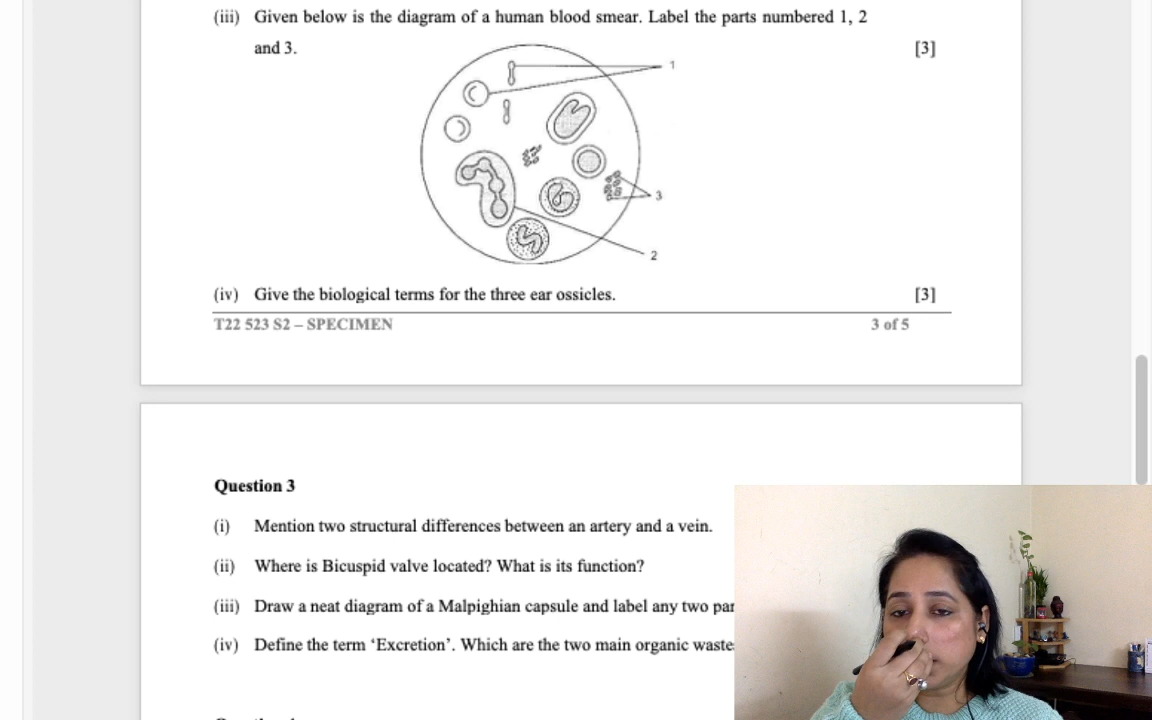 (iii) Given below is the diagram of a human blood smear. Label the parts numbered 1, 2
and 3. [3]
1
3
2
(iv) Give the biological terms for the three ear ossicles. [3]
T22 523 S2 – SPECIMEN 3 of 5
Question 3
(i) Mention two structural differences between an artery and a vein.
(ii) Where is Bicuspid valve located? What is its function?
(iii) Draw a neat diagram of a Malpighian capsule and label any two
(iv) Define the term ‘Excretion’. Which are the two main organic